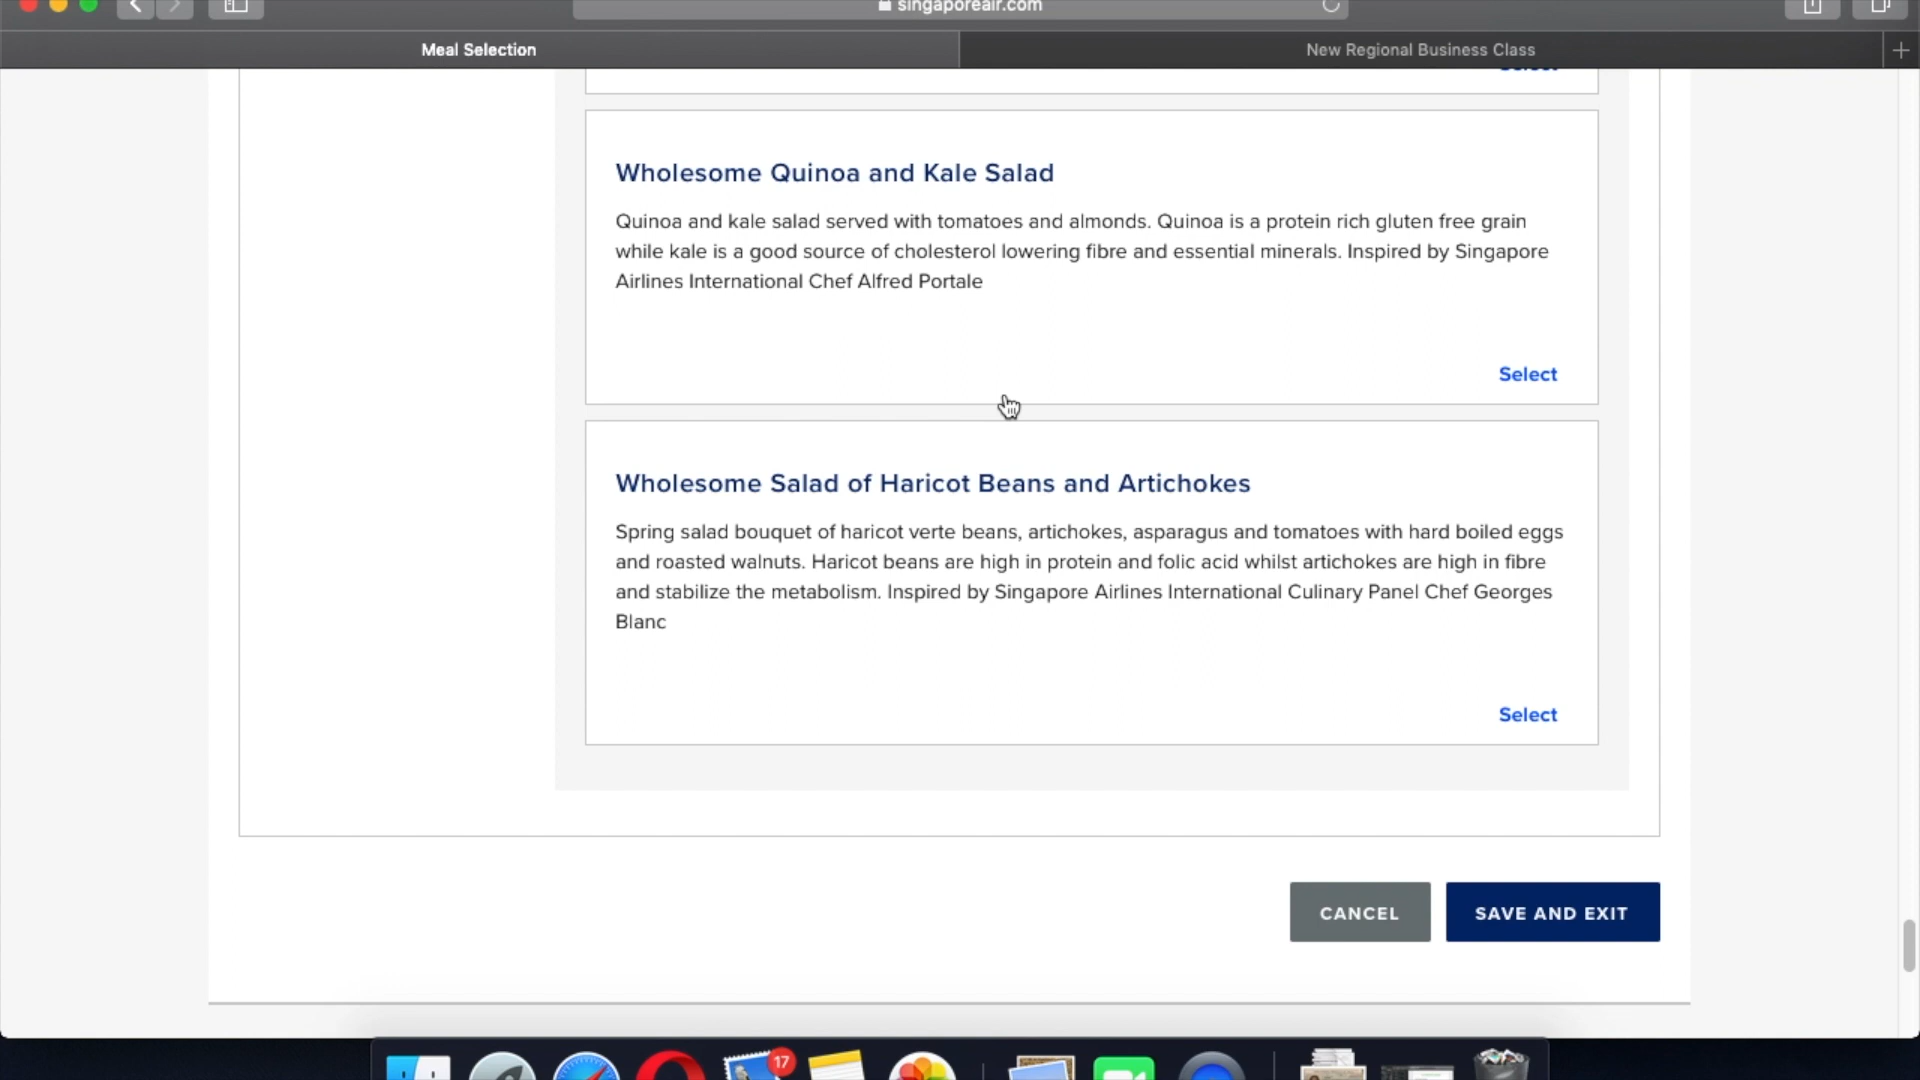 singaporeair.com
Meal Selection
New Regional Business Class
Select
Wholesome Quinoa and Kale Salad
Quinoa and kale salad served with tomatoes and almonds. Quinoa is a protein rich gluten free grain
while kale is a good source of cholesterol lowering fibre and essential minerals. Inspired by Singapore
Airlines International Chef Alfred Portale
Select
Wholesome Salad of Haricot Beans and Artichokes
Spring salad bouquet of haricot verte beans, artichokes, asparagus and tomatoes with hard boiled eggs
and roasted walnuts. Haricot beans are high in protein and folic acid whilst artichokes are high in fibre
and stabilize the metabolism. Inspired by Singapore Airlines International Culinary Panel Chef Georges
Blanc
Select
CANCEL
SAVE AND EXIT
17